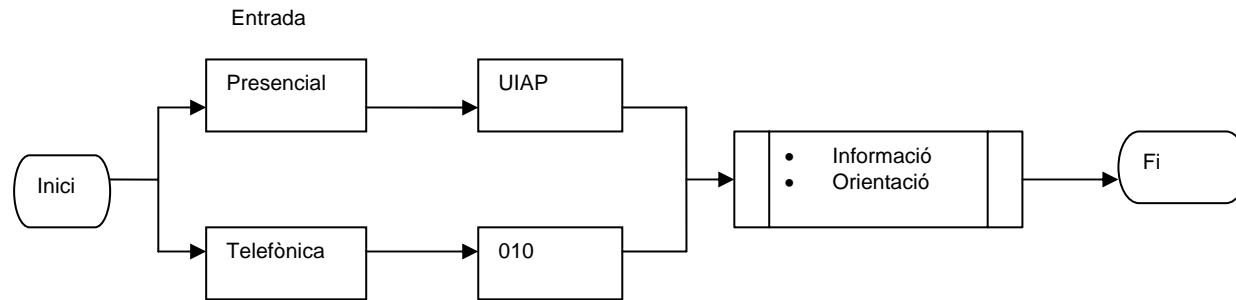 Entrada
Presencial
UIAP
Inici
• Informació
• Orientació
Fi
Telefònica
010